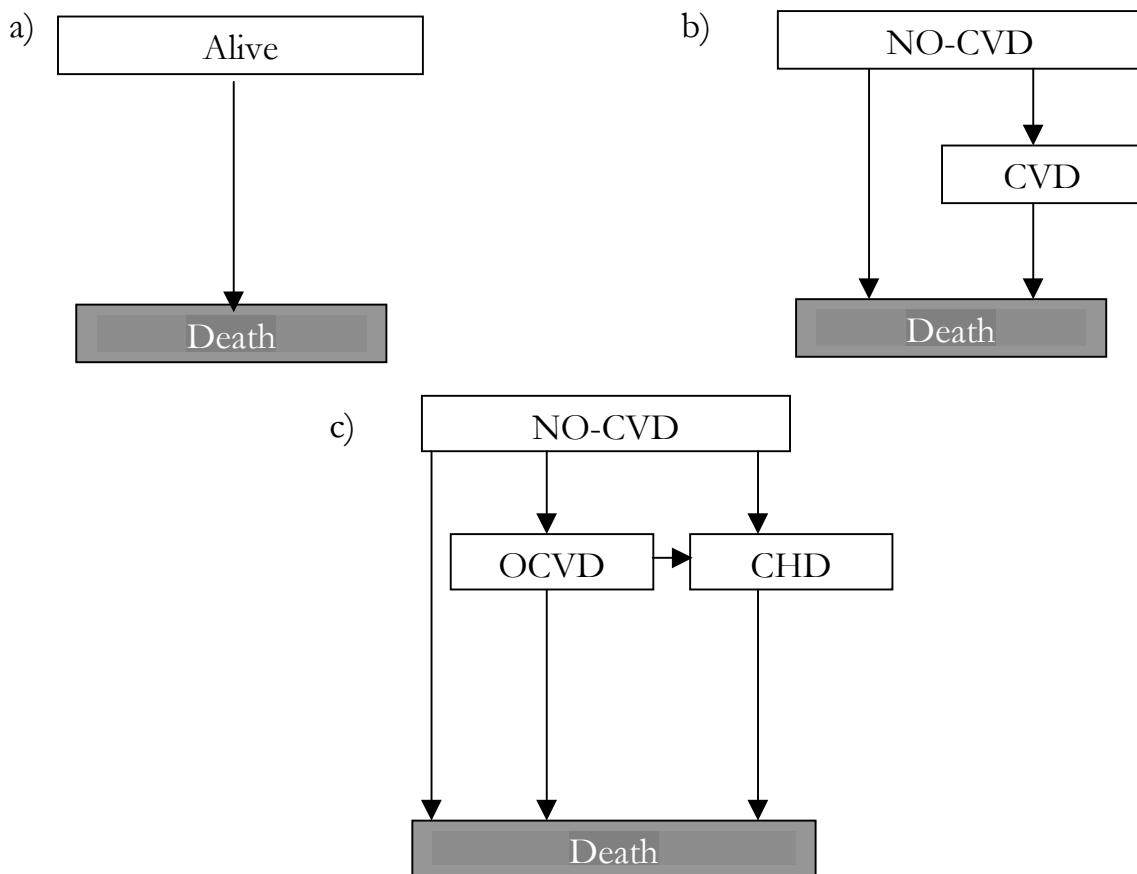 a)
Alive
Death
b)
NO-CVD
CVD
Death
c)
NO-CVD
OCVD
CHD
Death